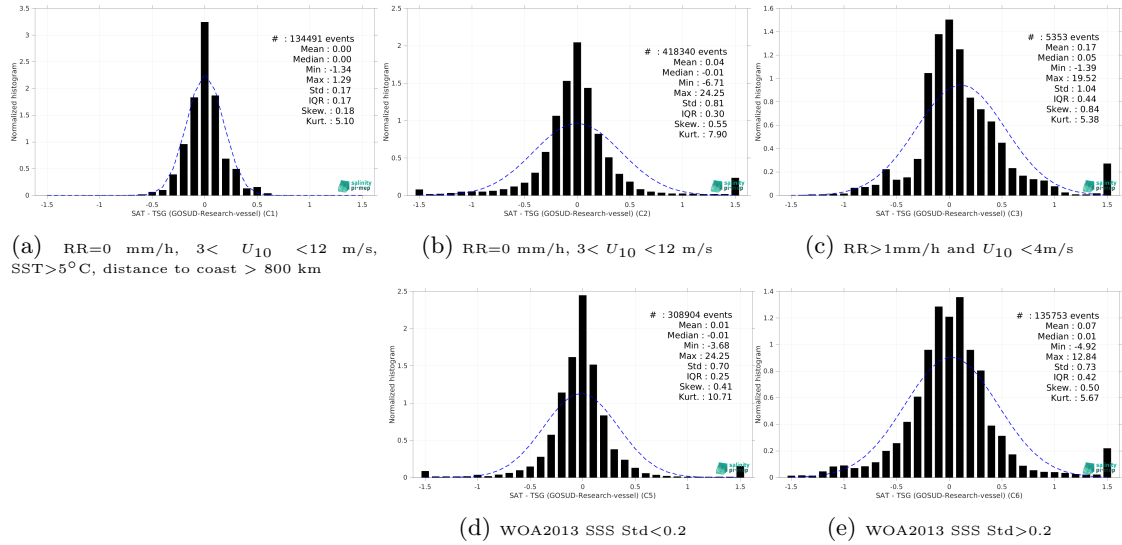 3.5
3
2.5
2
1.5
1
0.5
0
Normalized histogram
# : 134491 events
Mean : 0.00
Median : 0.00
Min : -1.34
Max : 1.29
Std : 0.17
IQR : 0.17
Skew. : 0.18
Kurt. : 5.10
salinity
pi-mep
-1.5 -1 -0.5 0 0.5 1 1.5
SAT - TSG (GOSUD-Research-vessel) (C1)
(a) RR=0 mm/h, 3< U10 <12 m/s,
SST>5°C, distance to coast > 800 km
2.5
2
1.5
1
0.5
0
Normalized histogram
# : 418340 events
Mean : 0.04
Median : -0.01
Min : -6.71
Max : 24.25
Std : 0.81
IQR : 0.30
Skew. : 0.55
Kurt. : 7.90
salinity
pi-mep
-1.5 -1 -0.5 0 0.5 1 1.5
SAT - TSG (GOSUD-Research-vessel) (C2)
(b) RR=0 mm/h, 3< U10 <12 m/s
1.6
1.4
1.2
1
0.8
0.6
0.4
0.2
0
Normalized histogram
# : 5353 events
Mean : 0.17
Median : 0.05
Min : -1.39
Max : 19.52
Std : 1.04
IQR : 0.44
Skew. : 0.84
Kurt. : 5.38
salinity
pi-mep
-1.5 -1 -0.5 0 0.5 1 1.5
SAT - TSG (GOSUD-Research-vessel) (C3)
(c) RR>1mm/h and U10 <4m/s
2.5
2
1.5
1
0.5
0
Normalized histogram
# : 308904 events
Mean : 0.01
Median : -0.01
Min : -3.68
Max : 24.25
Std : 0.70
IQR : 0.25
Skew. : 0.41
Kurt. : 10.71
salinity
pi-mep
-1.5 -1 -0.5 0 0.5 1 1.5
SAT - TSG (GOSUD-Research-vessel) (C5)
(d) WOA2013 SSS Std<0.2
1.4
1.2
1
0.8
0.6
0.4
0.2
0
Normalized histogram
# : 135753 events
Mean : 0.07
Median : 0.01
Min : -4.92
Max : 12.84
Std : 0.73
IQR : 0.42
Skew. : 0.50
Kurt. : 5.67
salinity
pi-mep
-1.5 -1 -0.5 0 0.5 1 1.5
SAT - TSG (GOSUD-Research-vessel) (C6)
(e) WOA2013 SSS Std>0.2